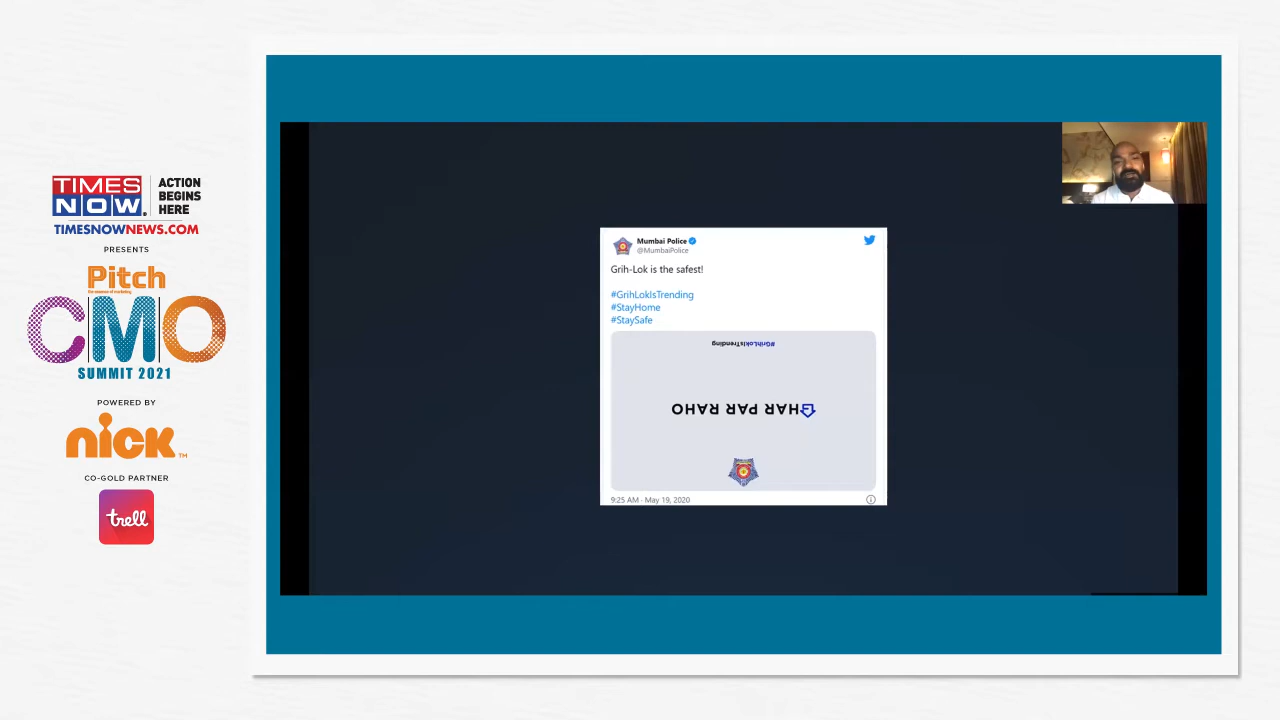 TIMES
NOW.
ACTION
BEGINS
HERE
TIMESNOWNEWS.COM
PRESENTS
Pitch
CMO
SUMMIT 2021
POWERED BY
nick
TM
CO-GOLD PARTNER
trell
Mumbai Police
@MumbaiPolice
Grih-Lok is the safest!
#GrihLokIsTrending
#StayHome
#StaySafe
#GrihLokIsTrending
HAR PAR RAHO
9:25 AM · May 19, 2020